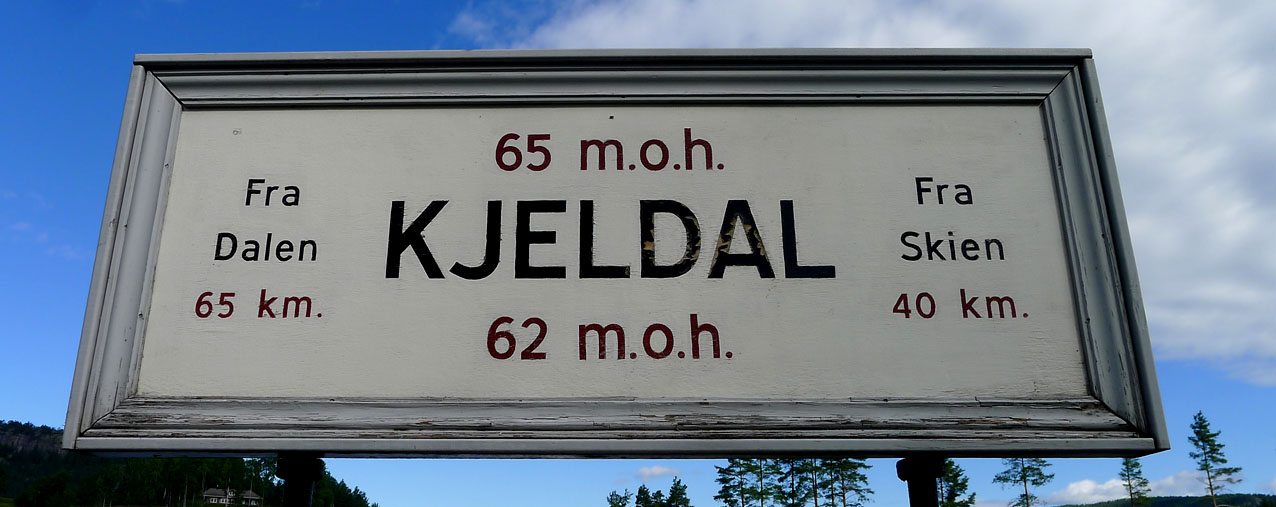 65 m.o.h.
Fra
Dalen
65 km.
KJELDAL
Fra
Skien
40 km.
62 m.o.h.